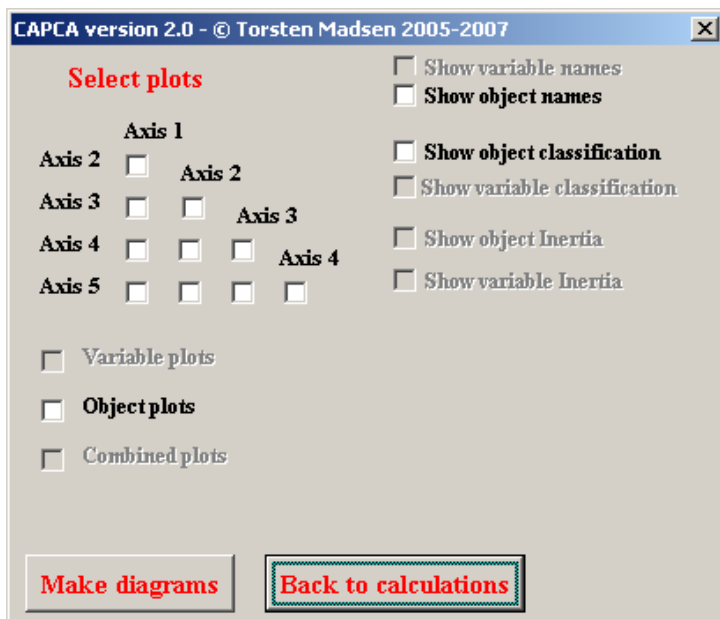 CAPCA version 2.0 - © Torsten Madsen 2005-2007
Select plots
Axis 1
Axis 2
Axis 2
Axis 3
Axis 3
Axis 4
Axis 4
Axis 5
Variable plots
Object plots
Combined plots
Show variable names
Show object names
Show object classification
Show variable classification
Show object Inertia
Show variable Inertia
Make diagrams
Back to calculations